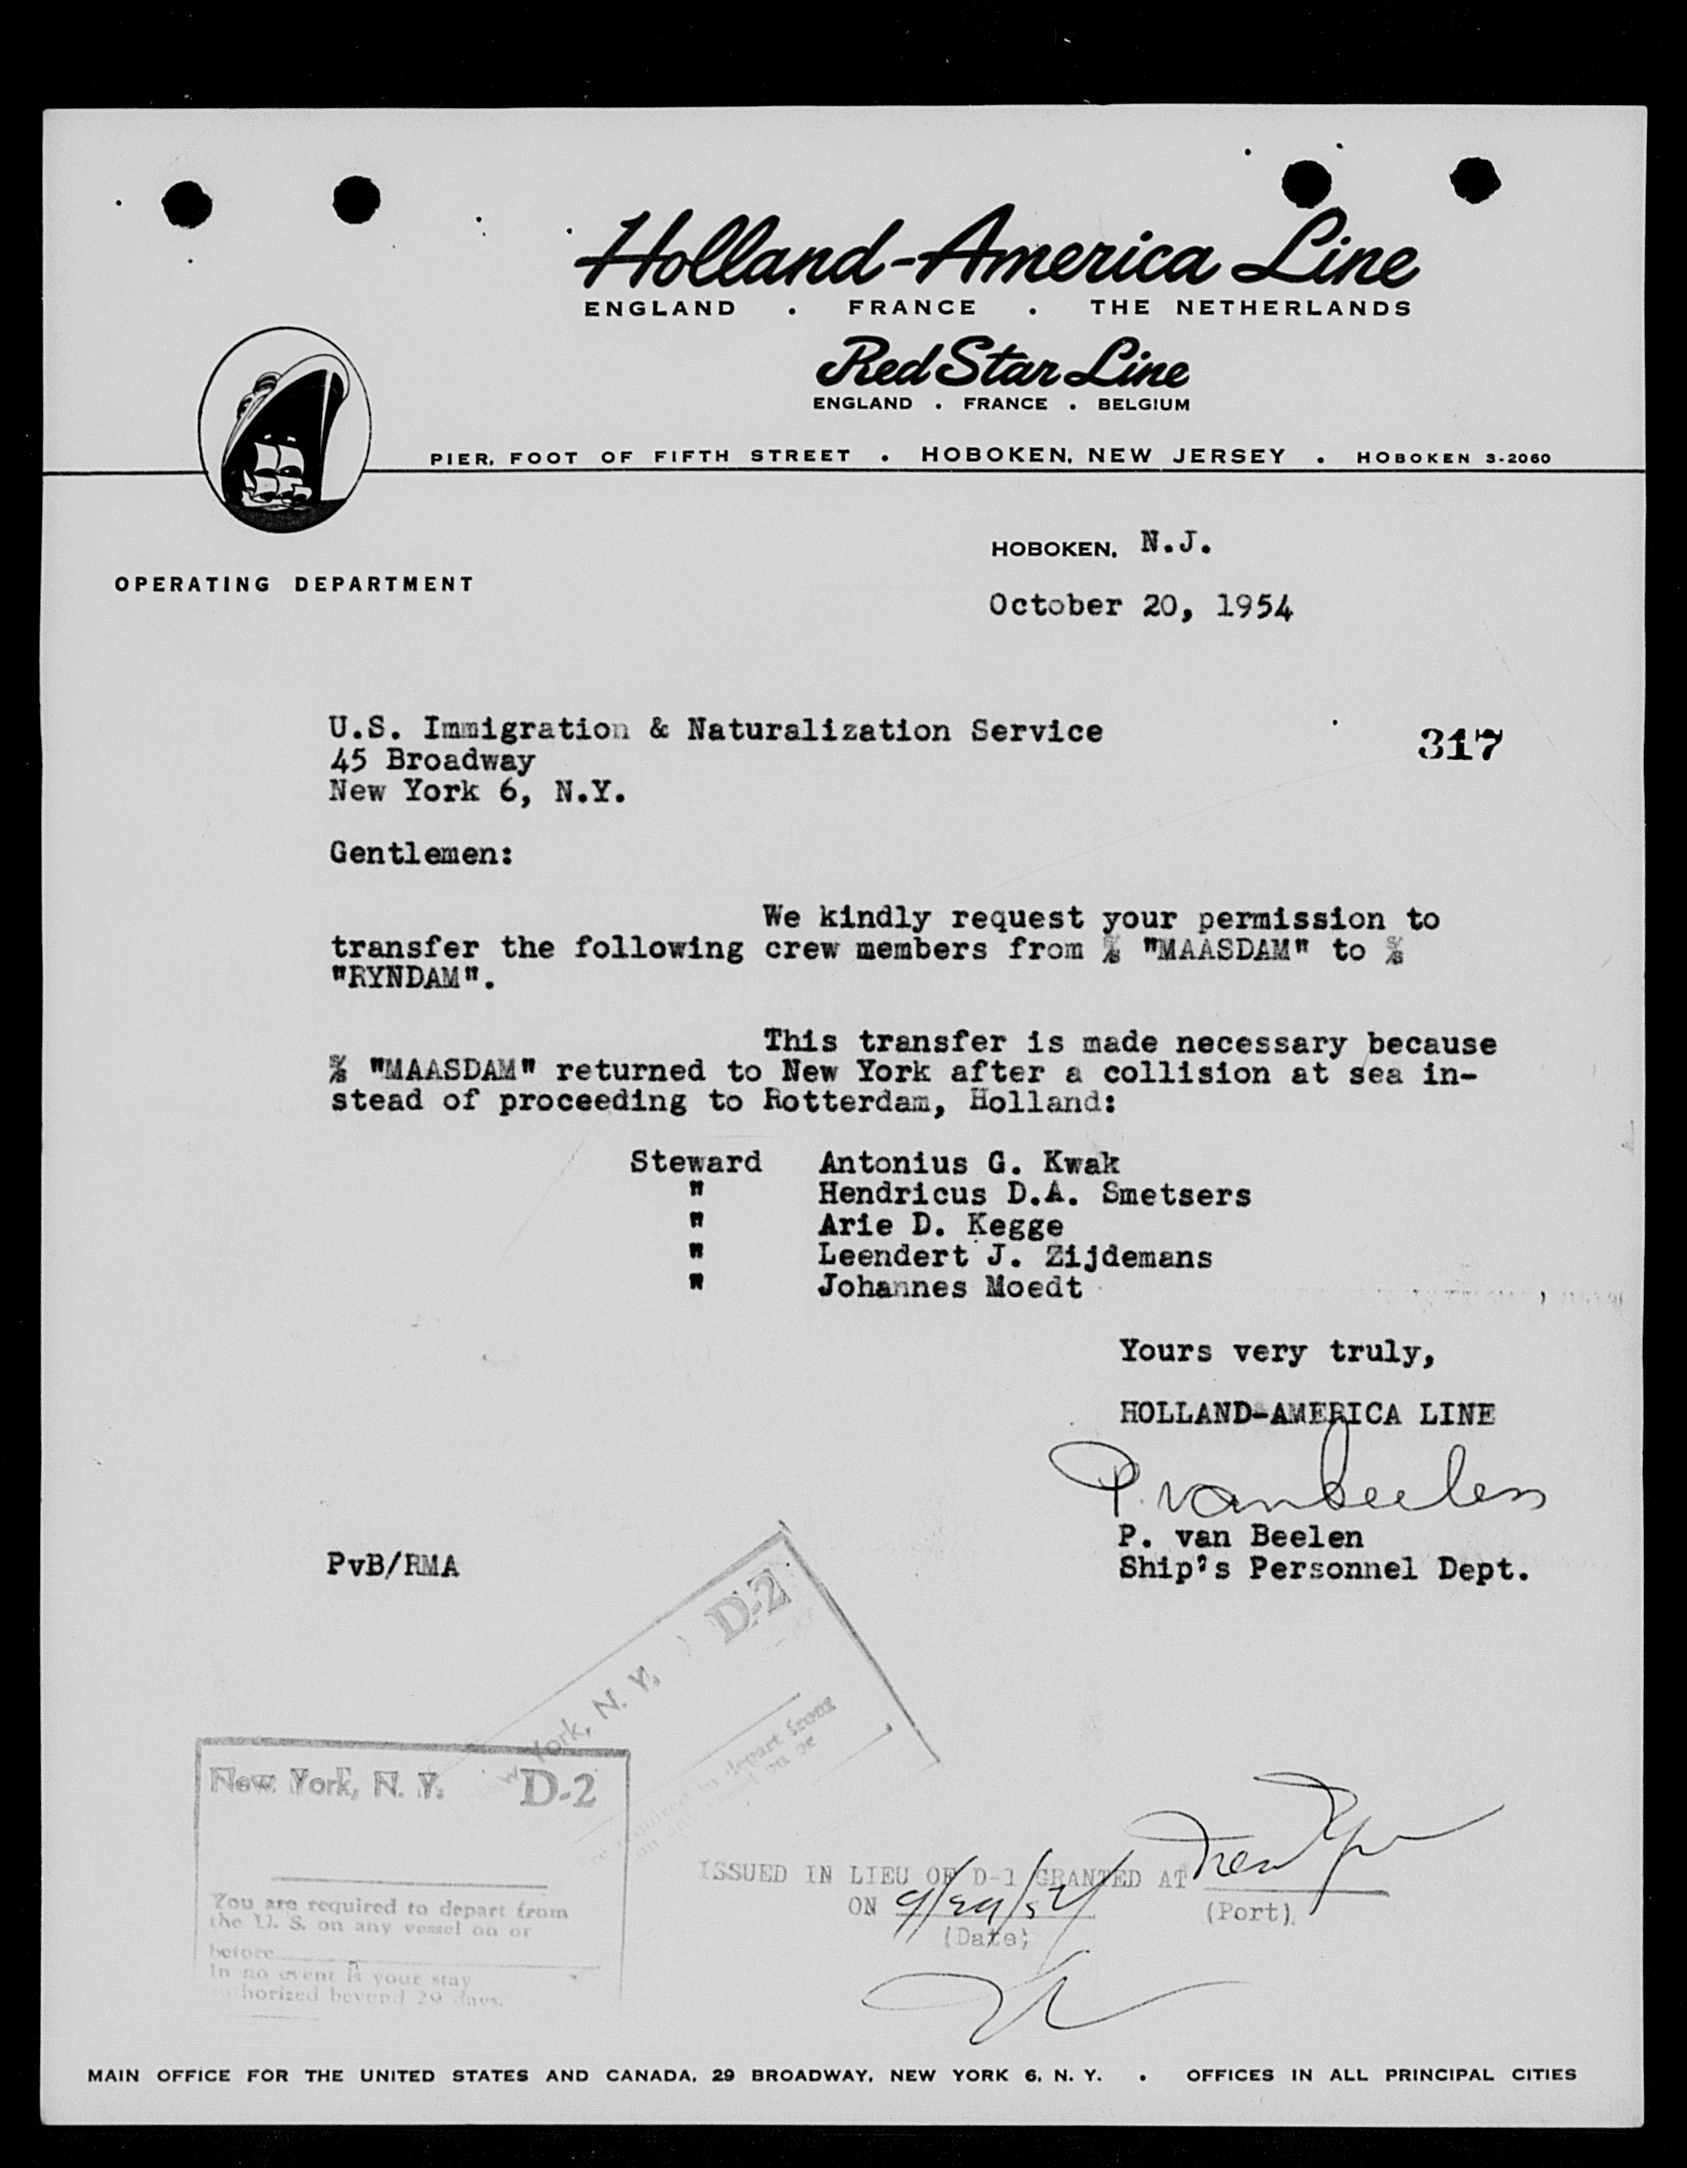 Holland-America Line
ENGLAND . FRANCE . THE NETHERLANDS
Red Star Line
ENGLAND . FRANCE . BELGIUM
PIER, FOOT OF FIFTH STREET . HOBOKEN, NEW JERSEY . HOBOKEN 3-2060
HOBOKEN, N.J.
OPERATING DEPARTMENT
October 20, 1954
U.S. Immigration & Naturalization Service
317
45 Broadway
New York 6, N.Y.
Gentlemen:
We kindly request your permission to
transfer the following crew members from S/S "MAASDAM" to S/S
"RYNDAM".
This transfer is made necessary because
S/S "MAASDAM" returned to New York after a collision at sea in-
stead of proceeding to Rotterdam, Holland:
Steward Antonius G. Kwak
" Hendricus D.A. Smetsers
" Arie D. Kegge
" Leendert J. Zijdemans
" Johannes Moedt
Yours very truly,
HOLLAND-AMERICA LINE
P. van Beelen
P. van Beelen
PvB/RMA
Ship's Personnel Dept.
D-2
York, N. Y.
depart from
New York, N. Y. D-2
You are required to depart from
the U. S. on any vessel on or
before
In no event is your stay
authorized beyond 29 days.
ISSUED IN LIEU OF D-1 GRANTED AT New York
ON (Port)
(Date)
MAIN OFFICE FOR THE UNITED STATES AND CANADA, 29 BROADWAY, NEW YORK 6, N. Y. . OFFICES IN ALL PRINCIPAL CITIES